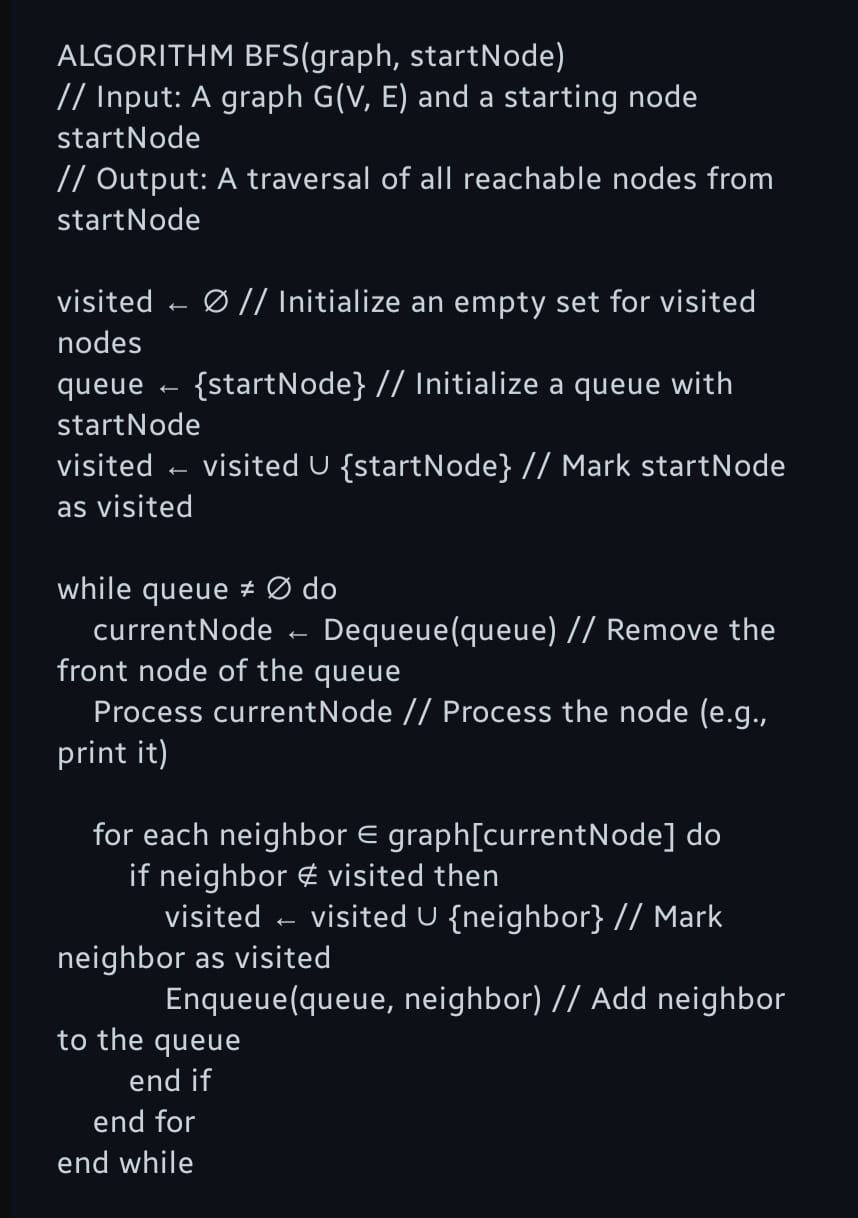 ALGORITHM BFS(graph, startNode)
// Input: A graph G(V, E) and a starting node
startNode
// Output: A traversal of all reachable nodes from
startNode
visited ← ∅ // Initialize an empty set for visited
nodes
queue ← {startNode} // Initialize a queue with
startNode
visited ← visited ∪ {startNode} // Mark startNode
as visited
while queue ≠ ∅ do
currentNode ← Dequeue(queue) // Remove the
front node of the queue
Process currentNode // Process the node (e.g.,
print it)
for each neighbor ∈ graph[currentNode] do
if neighbor ∉ visited then
visited ← visited ∪ {neighbor} // Mark
neighbor as visited
Enqueue(queue, neighbor) // Add neighbor
to the queue
end if
end for
end while